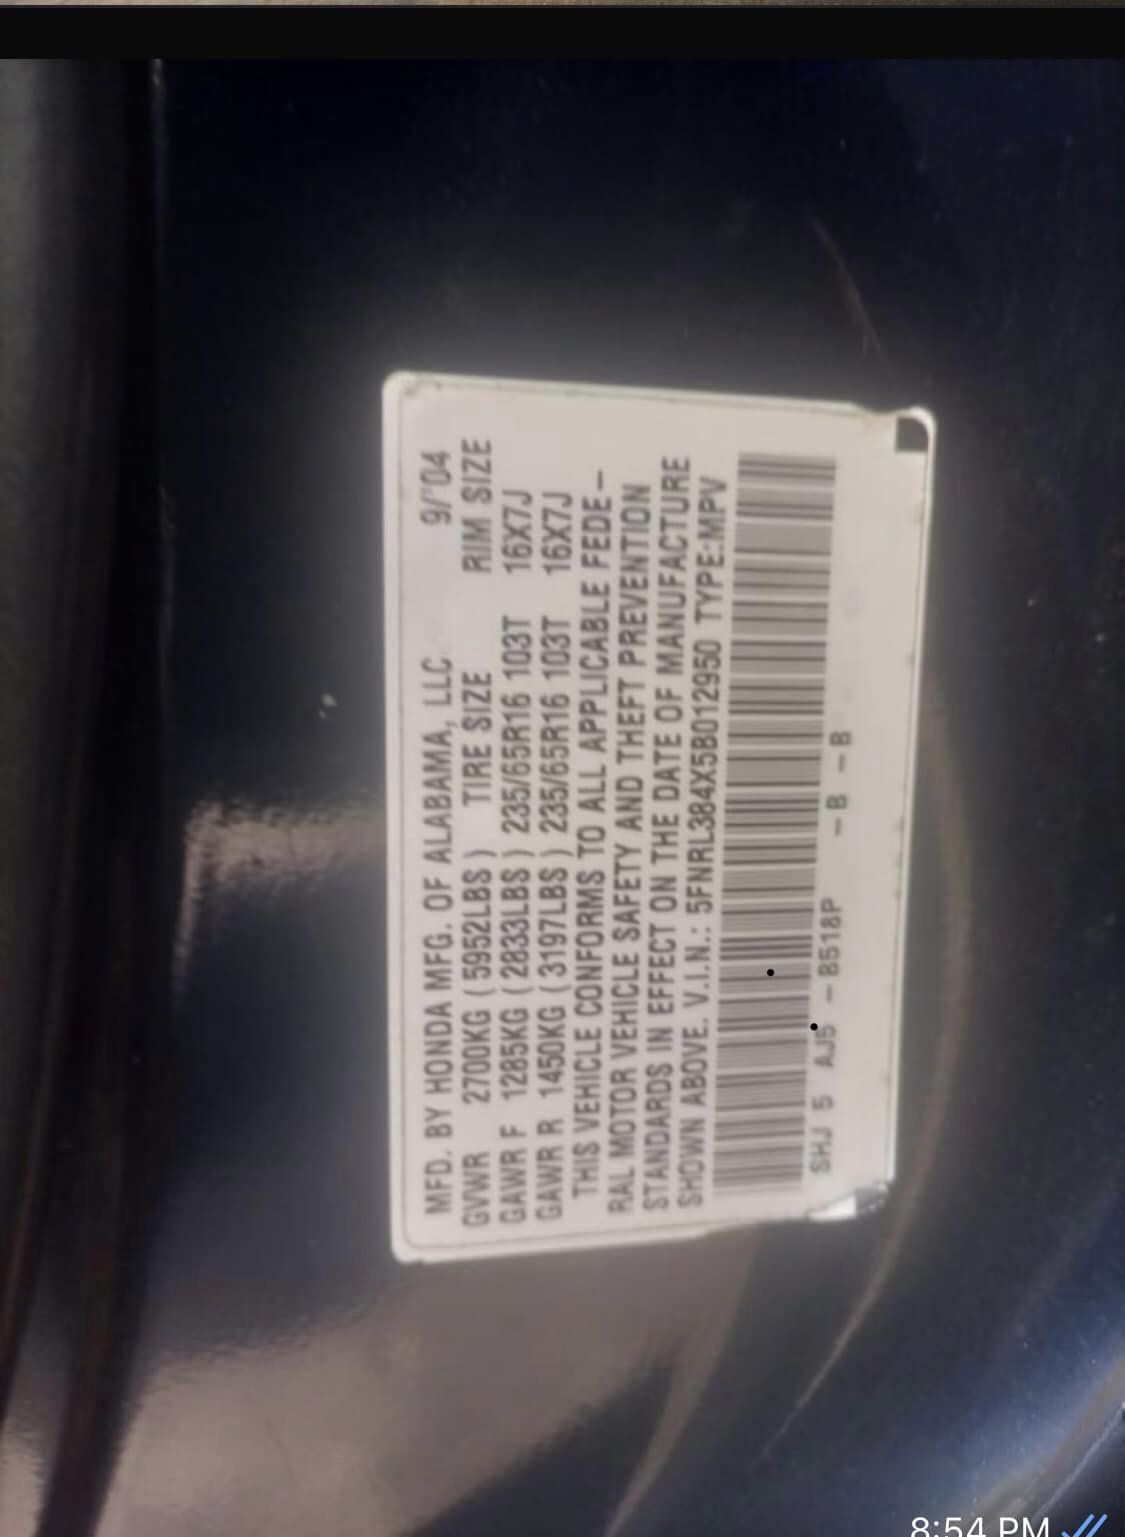 MFD. BY HONDA MFG. OF ALABAMA, LLC 9/'04
GVWR 2700KG ( 5952LBS ) TIRE SIZE RIM SIZE
GAWR F 1285KG ( 2833LBS ) 235/65R16 103T 16X7J
GAWR R 1450KG ( 3197LBS ) 235/65R16 103T 16X7J
THIS VEHICLE CONFORMS TO ALL APPLICABLE FEDE-
RAL MOTOR VEHICLE SAFETY AND THEFT PREVENTION
STANDARDS IN EFFECT ON THE DATE OF MANUFACTURE
SHOWN ABOVE. V.I.N.: 5FNRL384X5B012950 TYPE:MPV
SHJ 5 AJ5 -B518P -B -B
8:54 PM